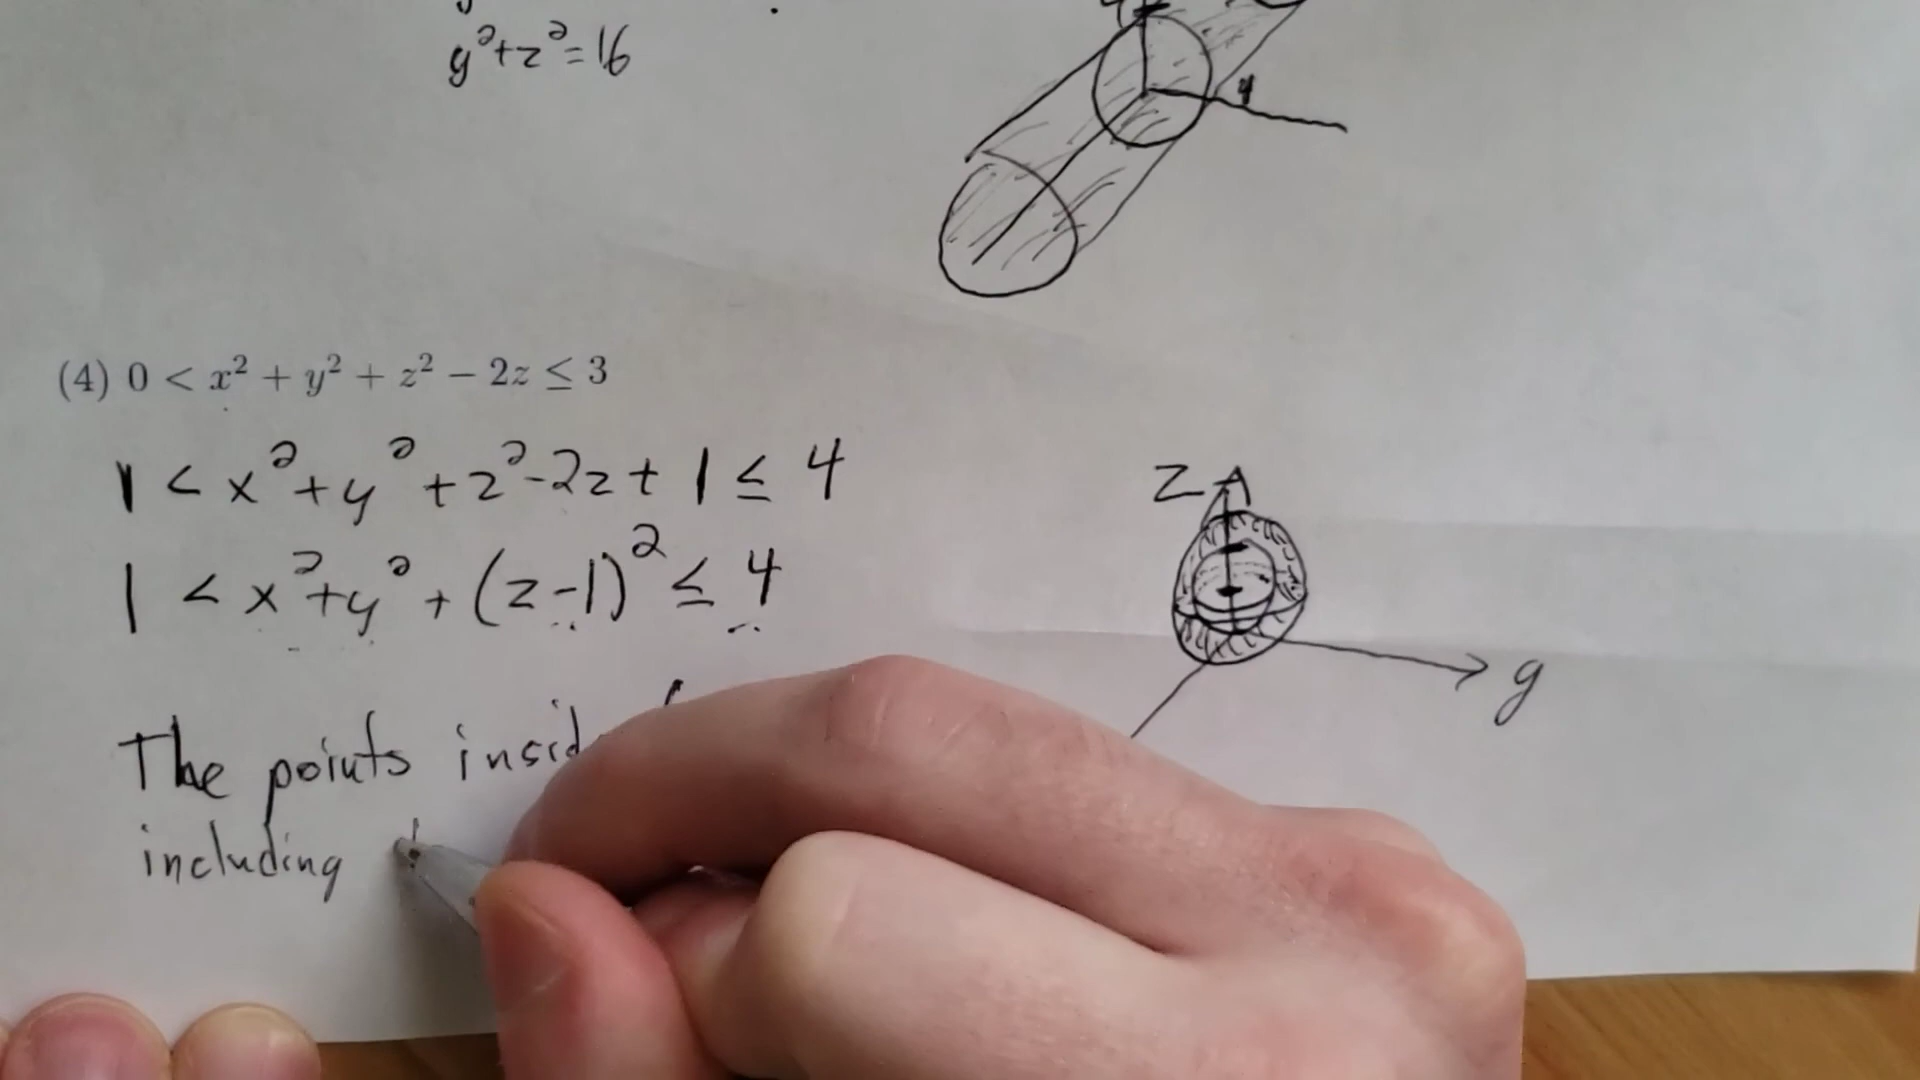 y²+z²=16
4
(4) 0 < x² + y² + z² − 2z ≤ 3
1 < x²+y²+z²-2z+1 ≤ 4
z
1 < x²+y²+(z-1)² ≤ 4
y
The points
including